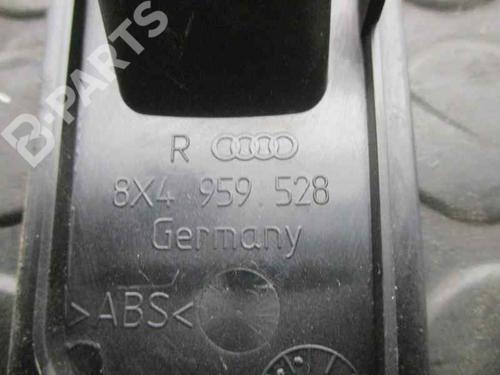 B-PARTS
R
8X4 959 528
Germany
>ABS<